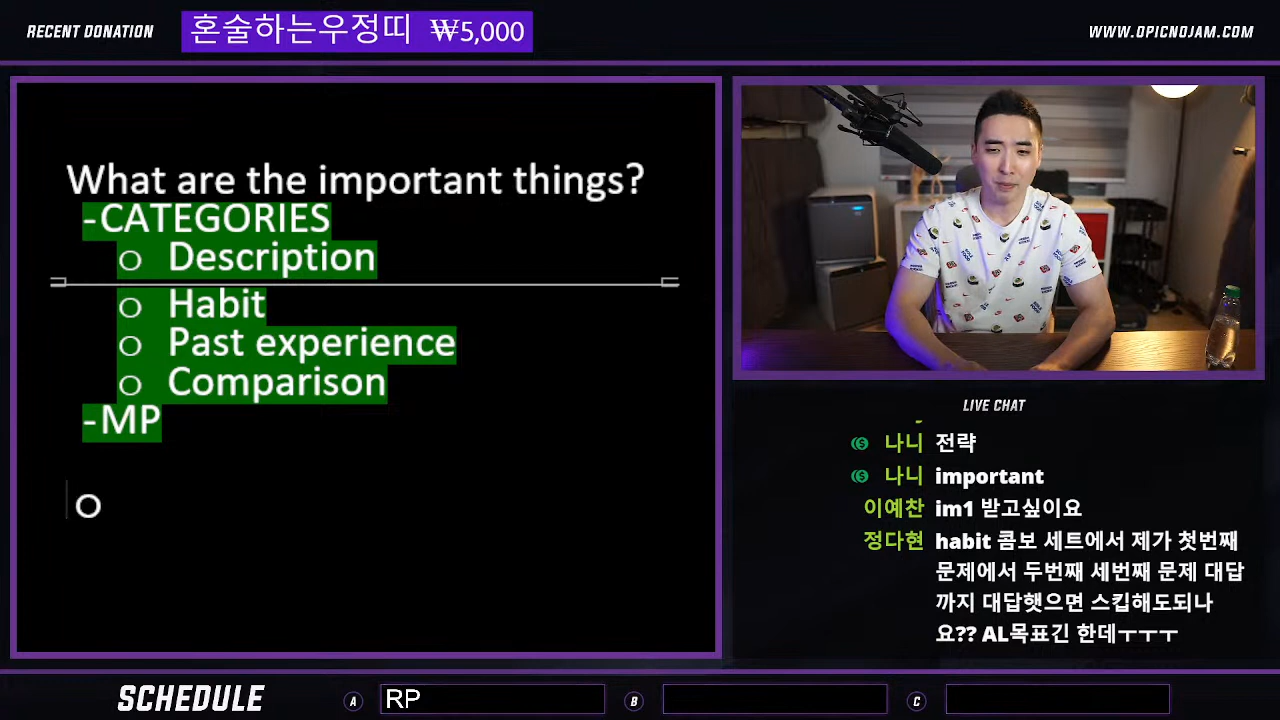 RECENT DONATION
혼술하는우정띠 ₩5,000
WWW.OPICNOJAM.COM
What are the important things?
-CATEGORIES
o Description
o Habit
o Past experience
o Comparison
-MP
o
LIVE CHAT
나니 전략
나니 important
이예찬 im1 받고싶이요
정다현 habit 콤보 세트에서 제가 첫번째
문제에서 두번째 세번째 문제 대답
까지 대답햇으면 스킵해도되나
요?? AL목표긴 한데ㅜㅜㅜ
SCHEDULE
A RP
B
C